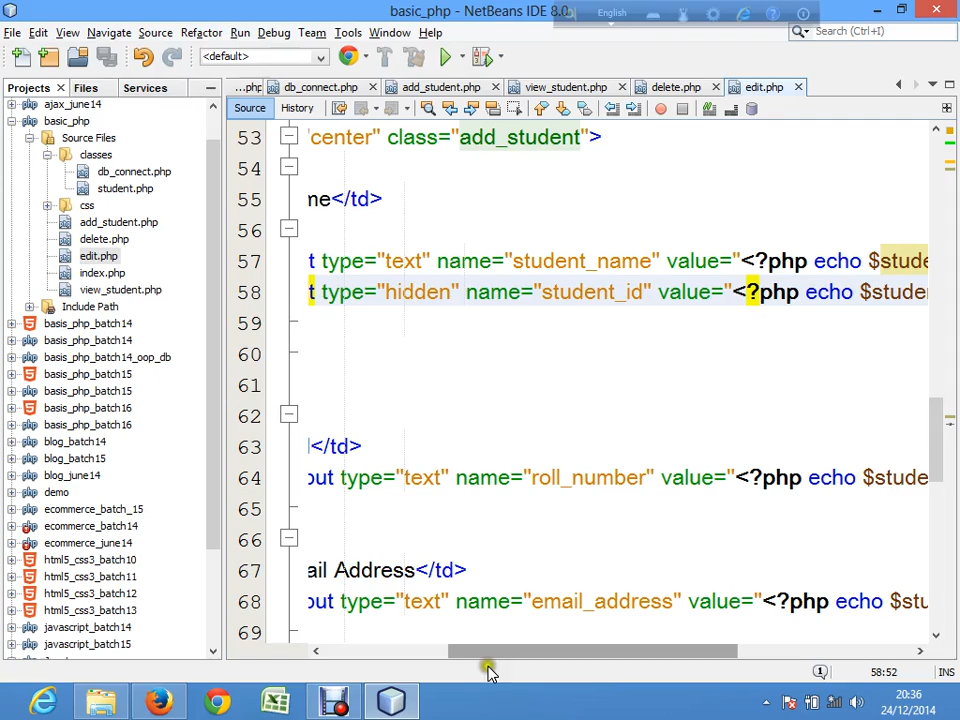 basic_php - NetBeans IDE 8.0
English
File Edit View Navigate Source Refactor Run Debug Team Tools Window Help
Search (Ctrl+I)
<default>
Projects Files Services
...php db_connect.php add_student.php view_student.php delete.php edit.php
Source History
ajax_june14
basic_php
Source Files
classes
db_connect.php
student.php
css
add_student.php
delete.php
edit.php
index.php
view_student.php
Include Path
basis_php_batch14
basis_php_batch14
basis_php_batch14_oop_db
basis_php_batch15
basis_php_batch15
basis_php_batch16
basis_php_batch16
blog_batch14
blog_batch15
blog_june14
demo
ecommerce_batch_15
ecommerce_batch14
ecommerce_june14
html5_css3_batch10
html5_css3_batch11
html5_css3_batch12
html5_css3_batch13
javascript_batch14
javascript_batch15
53 "center" class="add_student">
54
55 me</td>
56
57 t type="text" name="student_name" value="<?php echo $stude
58 t type="hidden" name="student_id" value="<?php echo $studer
59
60
61
62
63 l</td>
64 out type="text" name="roll_number" value="<?php echo $stude
65
66
67 ail Address</td>
68 out type="text" name="email_address" value="<?php echo $stu
69
58:52 INS
20:36
24/12/2014